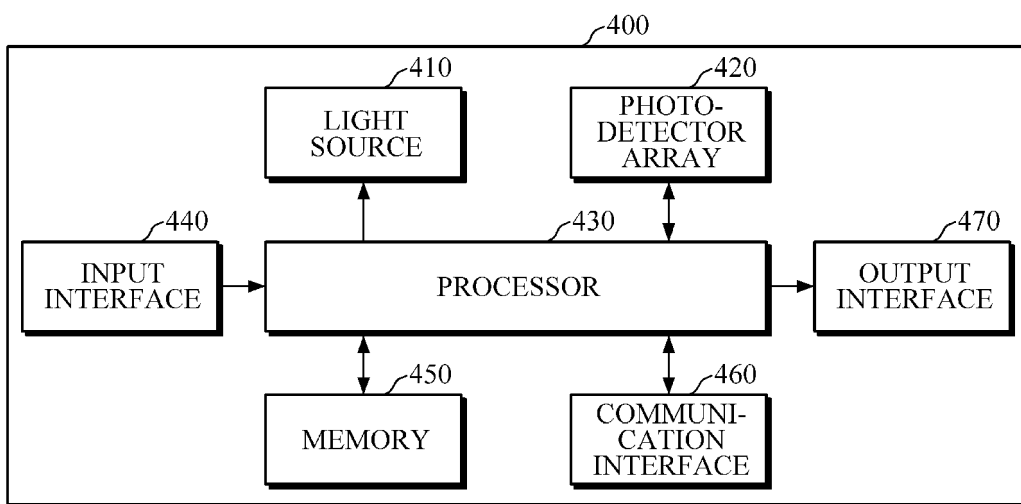 400
410
LIGHT
SOURCE
420
PHOTO-
DETECTOR
ARRAY
440
INPUT
INTERFACE
430
PROCESSOR
470
OUTPUT
INTERFACE
450
MEMORY
460
COMMUNI-
CATION
INTERFACE